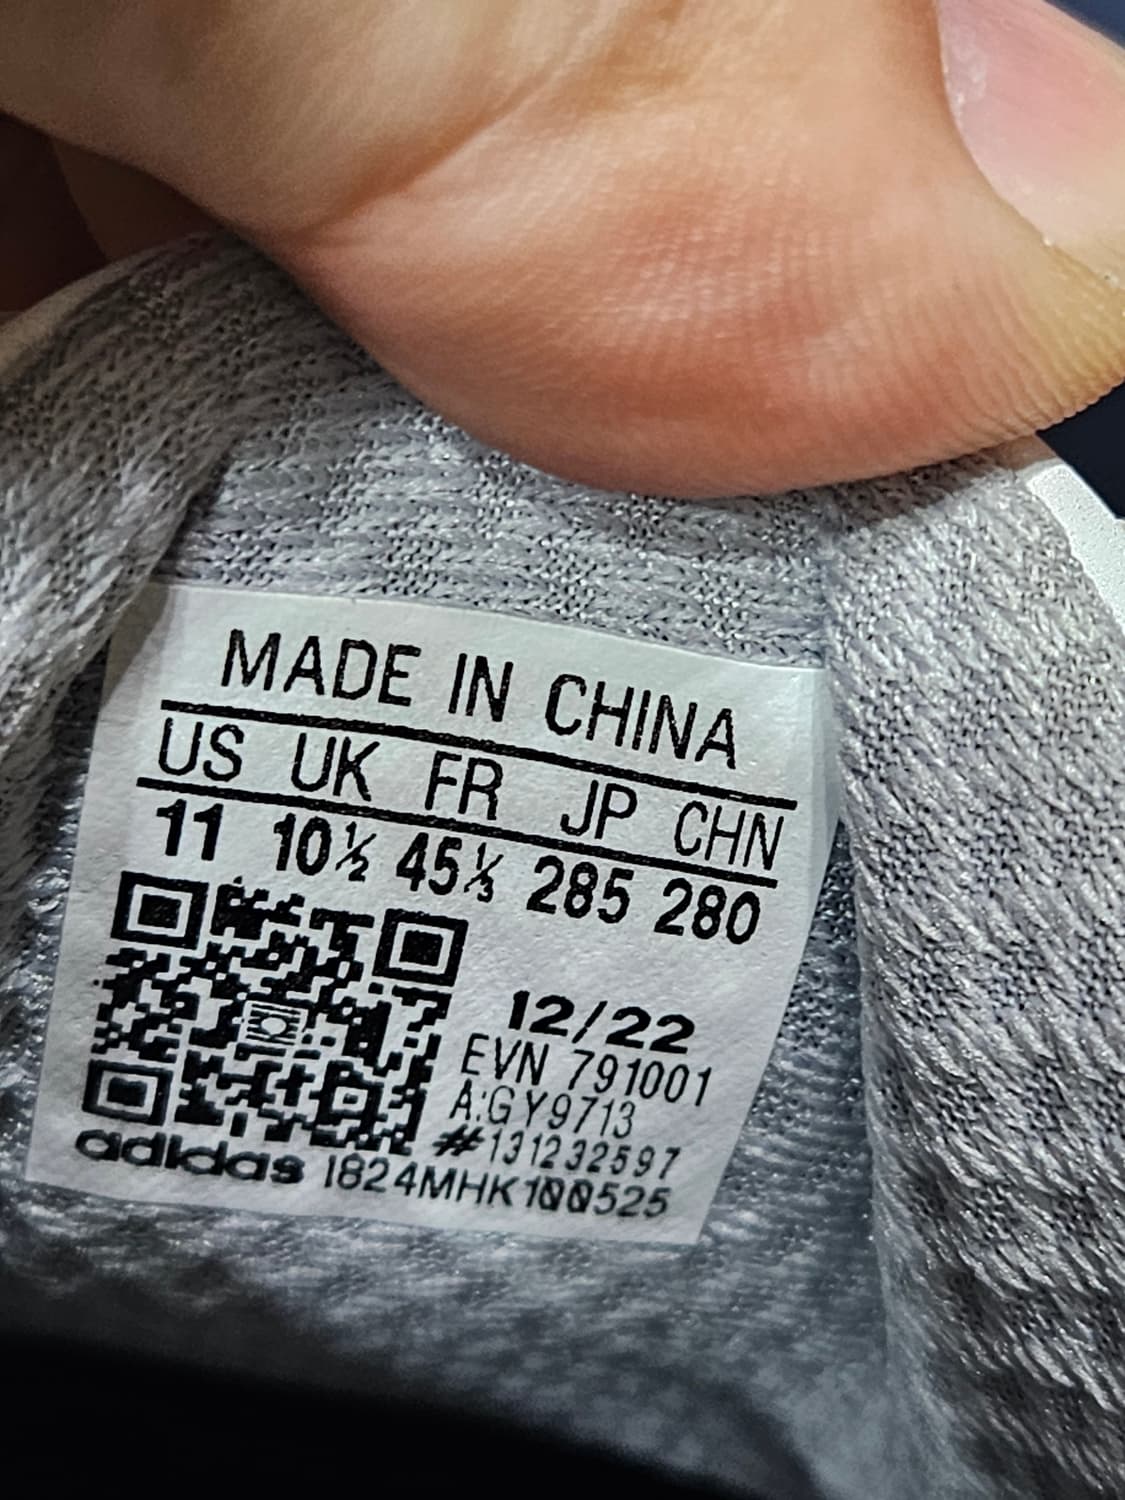 MADE IN CHINA
US UK FR JP CHN
11 10½ 45⅓ 285 280
12/22
EVN 791001
A:GY9713
#131232597
adidas 1824MHK100525